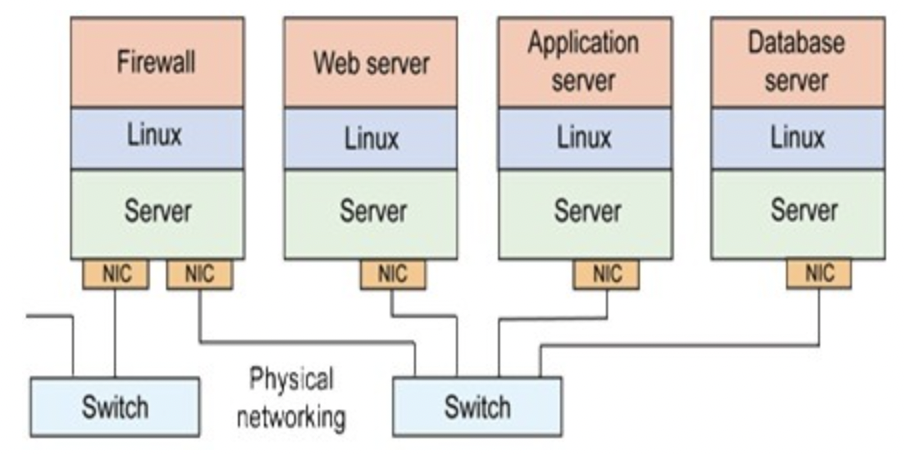 Firewall
Web server
Application
server
Database
server
Linux
Linux
Linux
Linux
Server
Server
Server
Server
NIC
NIC
NIC
NIC
NIC
Switch
Physical
networking
Switch